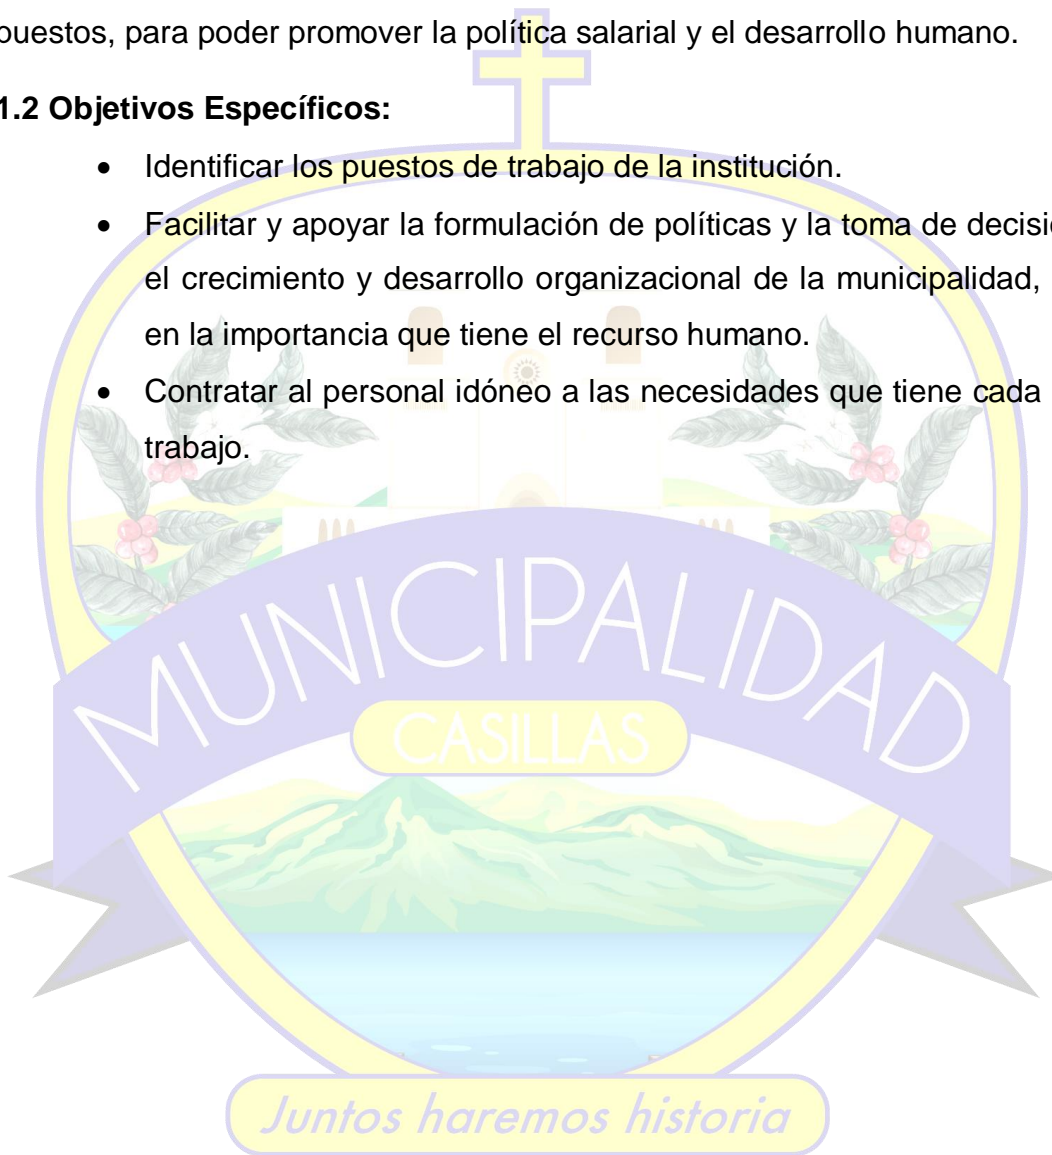 puestos, para poder promover la política salarial y el desarrollo humano.
1.2 Objetivos Específicos:
• Identificar los puestos de trabajo de la institución.
• Facilitar y apoyar la formulación de políticas y la toma de
el crecimiento y desarrollo organizacional de la municipalidad,
en la importancia que tiene el recurso humano.
• Contratar al personal idóneo a las necesidades que tiene cada
trabajo.
MUNICIPALIDAD
CASILLAS
Juntos haremos historia